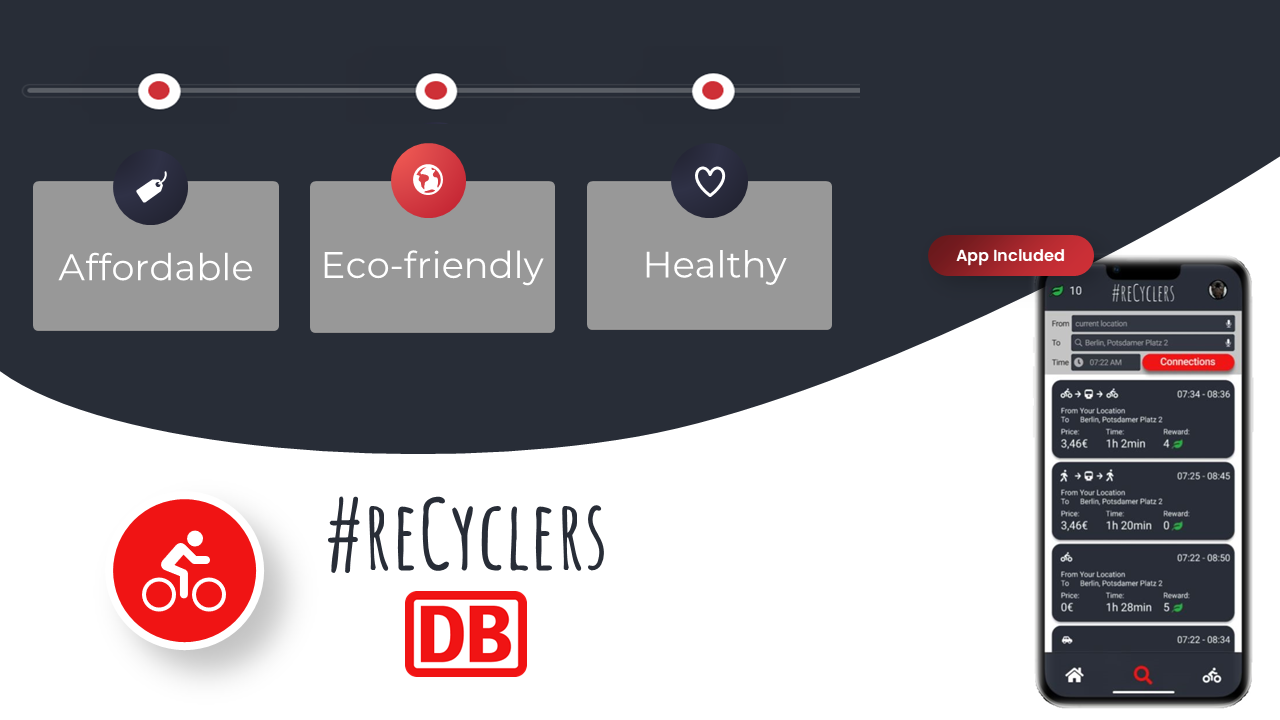 Affordable
Eco-friendly
Healthy
App Included
10
#reCyclers
From current location
To Berlin, Potsdamer Platz 2
Time 07:22 AM Connections
07:34 - 08:36
From Your Location
To Berlin, Potsdamer Platz 2
Price: Time: Reward:
3,46€ 1h 2min 4
07:25 - 08:45
From Your Location
To Berlin, Potsdamer Platz 2
Price: Time: Reward:
3,46€ 1h 20min 0
07:22 - 08:50
From Your Location
To Berlin, Potsdamer Platz 2
Price: Time: Reward:
0€ 1h 28min 5
07:22 - 08:34
#reCyclers
DB